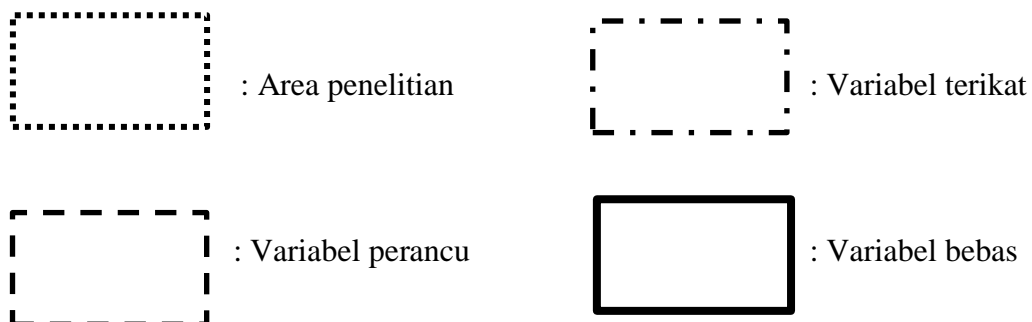 : Area penelitian
: Variabel terikat
: Variabel perancu
: Variabel bebas